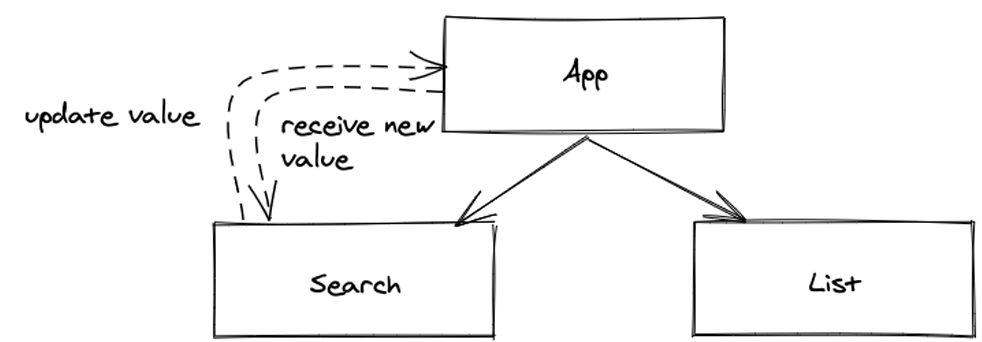 App
update value
receive new
value
Search
List